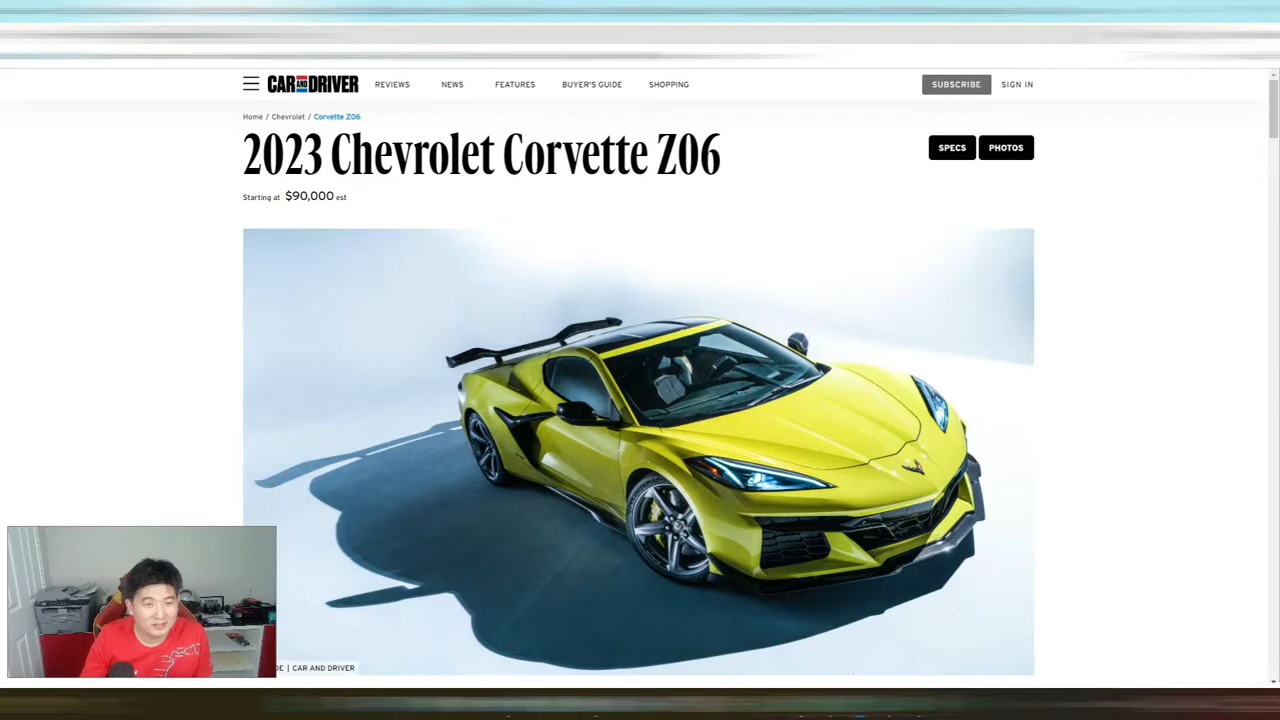 CAR AND DRIVER REVIEWS NEWS FEATURES BUYER'S GUIDE SHOPPING SUBSCRIBE SIGN IN
Home / Chevrolet / Corvette Z06
2023 Chevrolet Corvette Z06 SPECS PHOTOS
Starting at $90,000 est
| CAR AND DRIVER